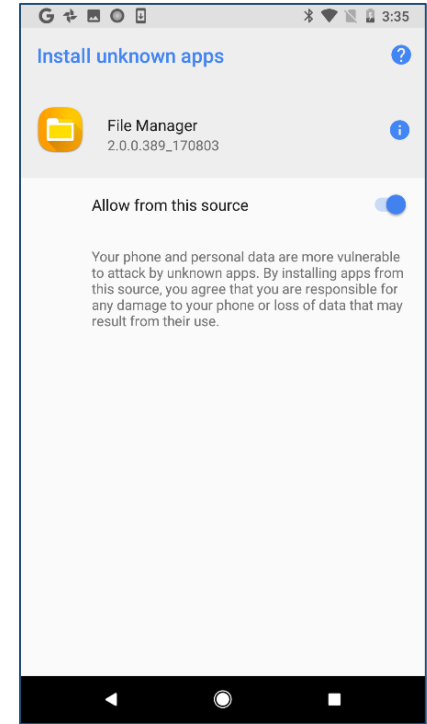 G 3:35
Install unknown apps ?
File Manager i
2.0.0.389_170803
Allow from this source
Your phone and personal data are more vulnerable
to attack by unknown apps. By installing apps from
this source, you agree that you are responsible for
any damage to your phone or loss of data that may
result from their use.